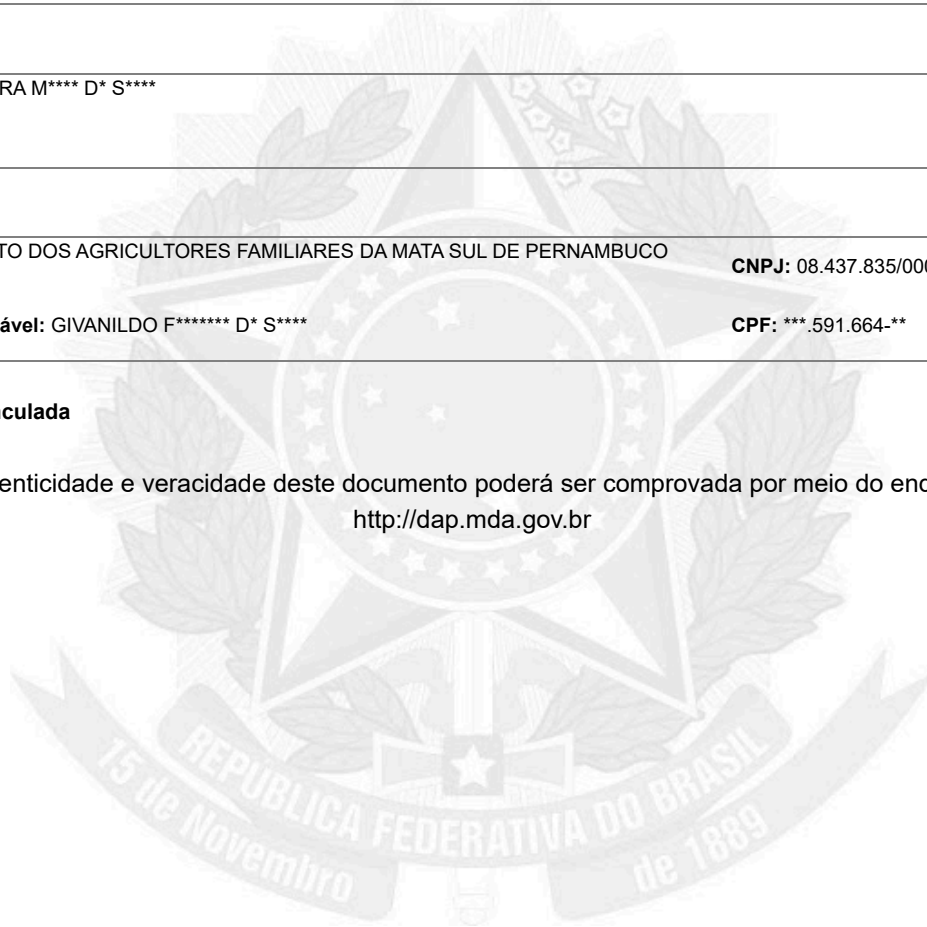 RA M**** D* S****
TO DOS AGRICULTORES FAMILIARES DA MATA SUL DE PERNAMBUCO
CNPJ: 08.437.835/000
ável: GIVANILDO F******* D* S****
CPF: ***.591.664-**
culada
enticidade e veracidade deste documento poderá ser comprovada por meio do
http://dap.mda.gov.br
REPÚBLICA FEDERATIVA DO BRASIL
15 de Novembro
de 1889